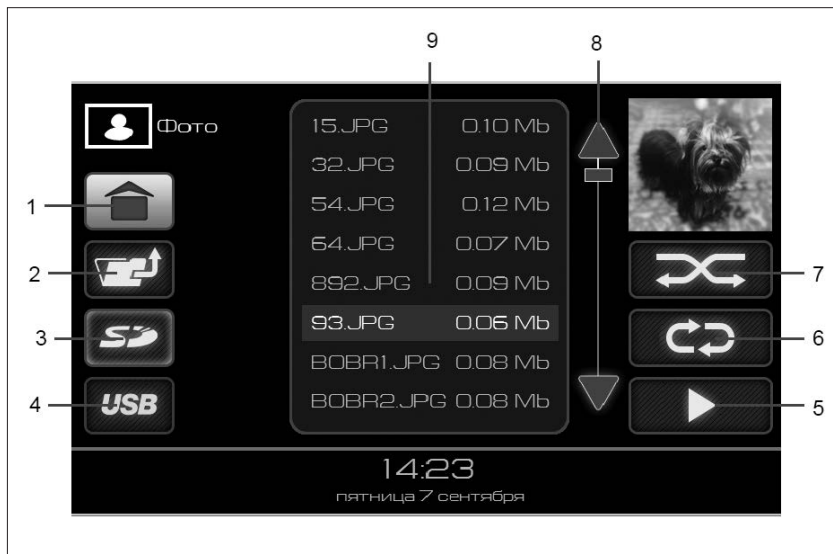 9
8
Фото
15.JPG 0.10 Mb
32.JPG 0.09 Mb
54.JPG 0.12 Mb
64.JPG 0.07 Mb
892.JPG 0.09 Mb
93.JPG 0.06 Mb
BOBR1.JPG 0.08 Mb
BOBR2.JPG 0.08 Mb
1
2
3
SD
4
USB
7
6
5
14:23
пятница 7 сентября